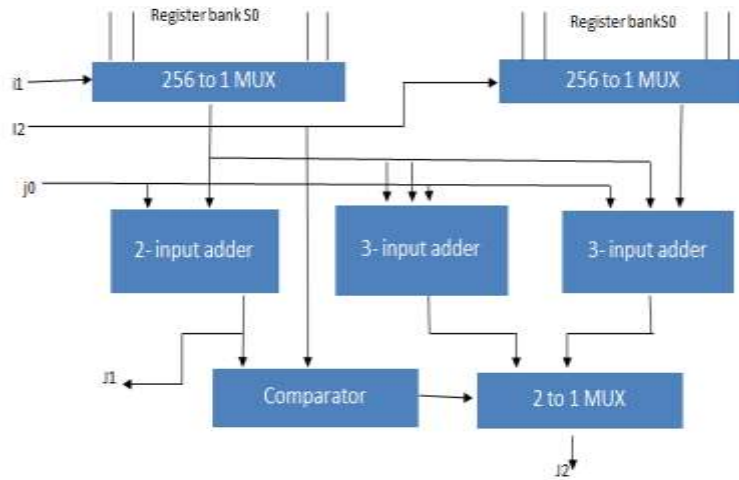 Register bank S0
Register bankS0
i1
256 to 1 MUX
256 to 1 MUX
I2
j0
2- input adder
3- input adder
3- input adder
J1
Comparator
2 to 1 MUX
J2